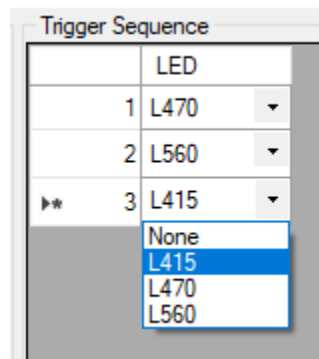 Trigger Sequence
LED
1 L470
2 L560
3 L415
None
L415
L470
L560